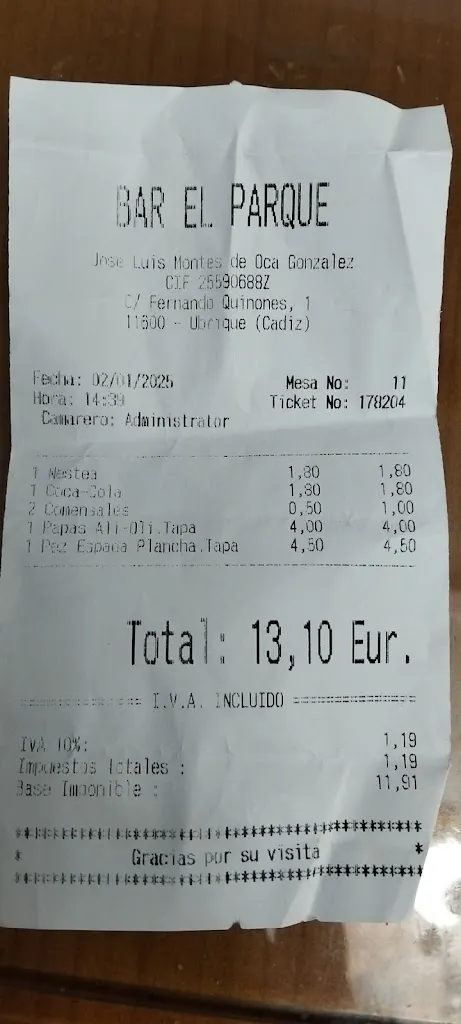 BAR EL PARQUE
Jose Luis Montes de Oca Gonzalez
CIF 25590688Z
C/ Fernando Quinones, 1
11600 - Ubrique (Cadiz)
Fecha: 02/01/2025 Mesa No: 11
Hora: 14:39 Ticket No: 178204
Camarero: Administrator
1 Nestea 1,80 1,80
1 Coca-Cola 1,80 1,80
2 Comensales 0,50 1,00
1 Papas Ali-Oli.Tapa 4,00 4,00
1 Pez Espada Plancha.Tapa 4,50 4,50
Total: 13,10 Eur.
============ I.V.A. INCLUIDO ============
IVA 10%: 1,19
Impuestos Totales : 1,19
Base Imponible : 11,91
* Gracias por su visita *